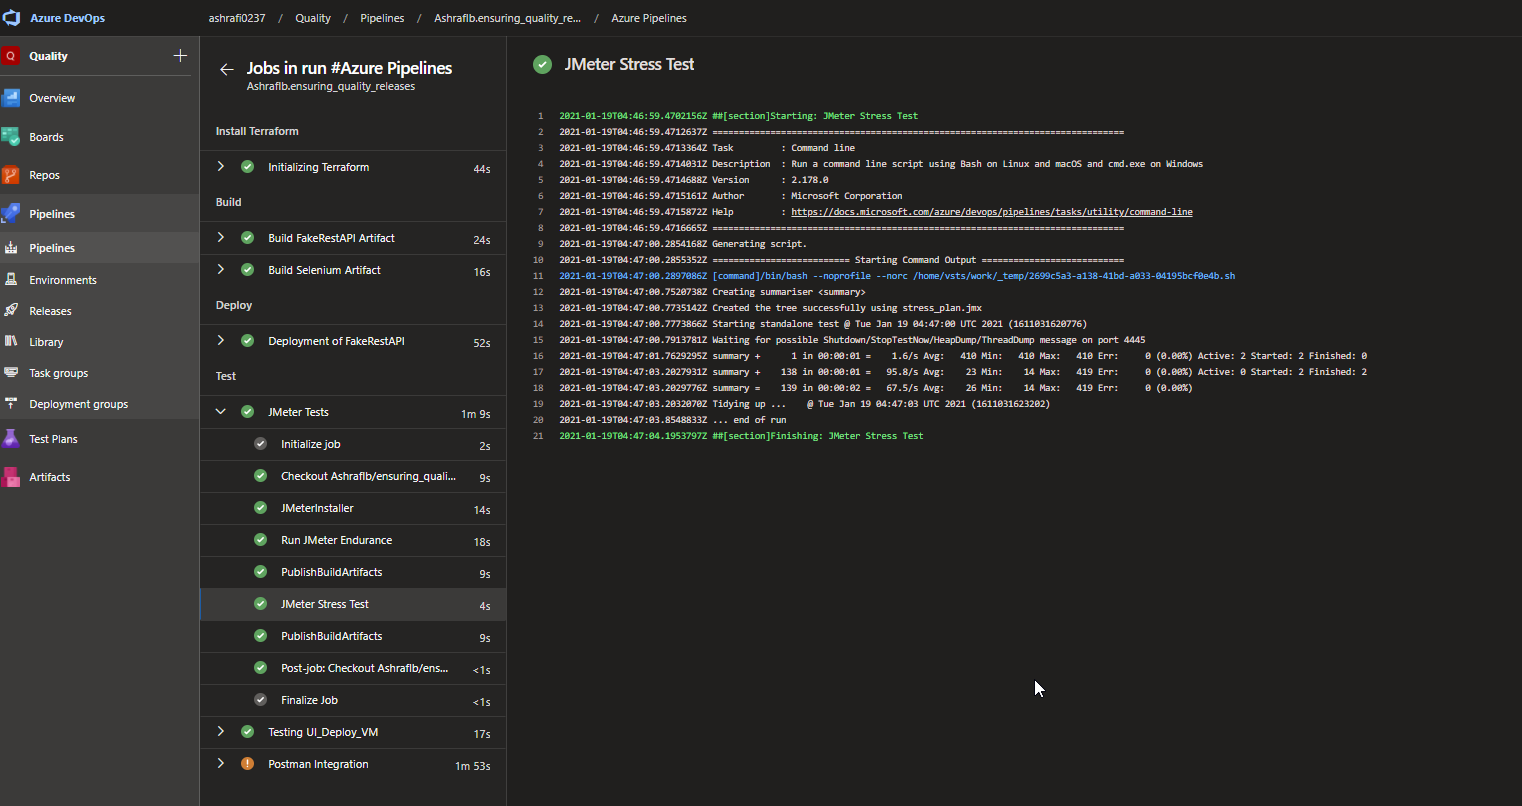 Azure DevOps
ashrafi0237 / Quality / Pipelines / Ashraflb.ensuring_quality_re... / Azure Pipelines
Q Quality
Overview
Boards
Repos
Pipelines
Pipelines
Environments
Releases
Library
Task groups
Deployment groups
Test Plans
Artifacts
Jobs in run #Azure Pipelines
Ashraflb.ensuring_quality_releases
Install Terraform
Initializing Terraform 44s
Build
Build FakeRestAPI Artifact 24s
Build Selenium Artifact 16s
Deploy
Deployment of FakeRestAPI 52s
Test
JMeter Tests 1m 9s
Initialize job 2s
Checkout Ashraflb/ensuring_quali... 9s
JMeterInstaller 14s
Run JMeter Endurance 18s
PublishBuildArtifacts 9s
JMeter Stress Test 4s
PublishBuildArtifacts 9s
Post-job: Checkout Ashraflb/ens... <1s
Finalize Job <1s
Testing UI_Deploy_VM 17s
Postman Integration 1m 53s
JMeter Stress Test
1 2021-01-19T04:46:59.4702156Z ##[section]Starting: JMeter Stress Test
2 2021-01-19T04:46:59.4712637Z ==============================================================================
3 2021-01-19T04:46:59.4713364Z Task : Command line
4 2021-01-19T04:46:59.4714031Z Description : Run a command line script using Bash on Linux and macOS and cmd.exe on Windows
5 2021-01-19T04:46:59.4714688Z Version : 2.178.0
6 2021-01-19T04:46:59.4715161Z Author : Microsoft Corporation
7 2021-01-19T04:46:59.4715872Z Help : https://docs.microsoft.com/azure/devops/pipelines/tasks/utility/command-line
8 2021-01-19T04:46:59.4716665Z ==============================================================================
9 2021-01-19T04:47:00.2854168Z Generating script.
10 2021-01-19T04:47:00.2855352Z ========================== Starting Command Output ===========================
11 2021-01-19T04:47:00.2897086Z [command]/bin/bash --noprofile --norc /home/vsts/work/_temp/2699c5a3-a138-41bd-a033-04195bcf0e4b.sh
12 2021-01-19T04:47:00.7520738Z Creating summariser <summary>
13 2021-01-19T04:47:00.7735142Z Created the tree successfully using stress_plan.jmx
14 2021-01-19T04:47:00.7773866Z Starting standalone test @ Tue Jan 19 04:47:00 UTC 2021 (1611031620776)
15 2021-01-19T04:47:00.7913781Z Waiting for possible Shutdown/StopTestNow/HeapDump/ThreadDump message on port 4445
16 2021-01-19T04:47:01.7629295Z summary + 1 in 00:00:01 = 1.6/s Avg: 410 Min: 410 Max: 410 Err: 0 (0.00%) Active: 2 Started: 2 Finished: 0
17 2021-01-19T04:47:03.2027931Z summary + 138 in 00:00:01 = 95.8/s Avg: 23 Min: 14 Max: 419 Err: 0 (0.00%) Active: 0 Started: 2 Finished: 2
18 2021-01-19T04:47:03.2029776Z summary = 139 in 00:00:02 = 67.5/s Avg: 26 Min: 14 Max: 419 Err: 0 (0.00%)
19 2021-01-19T04:47:03.2032070Z Tidying up ... @ Tue Jan 19 04:47:03 UTC 2021 (1611031623202)
20 2021-01-19T04:47:03.8548833Z ... end of run
21 2021-01-19T04:47:04.1953797Z ##[section]Finishing: JMeter Stress Test